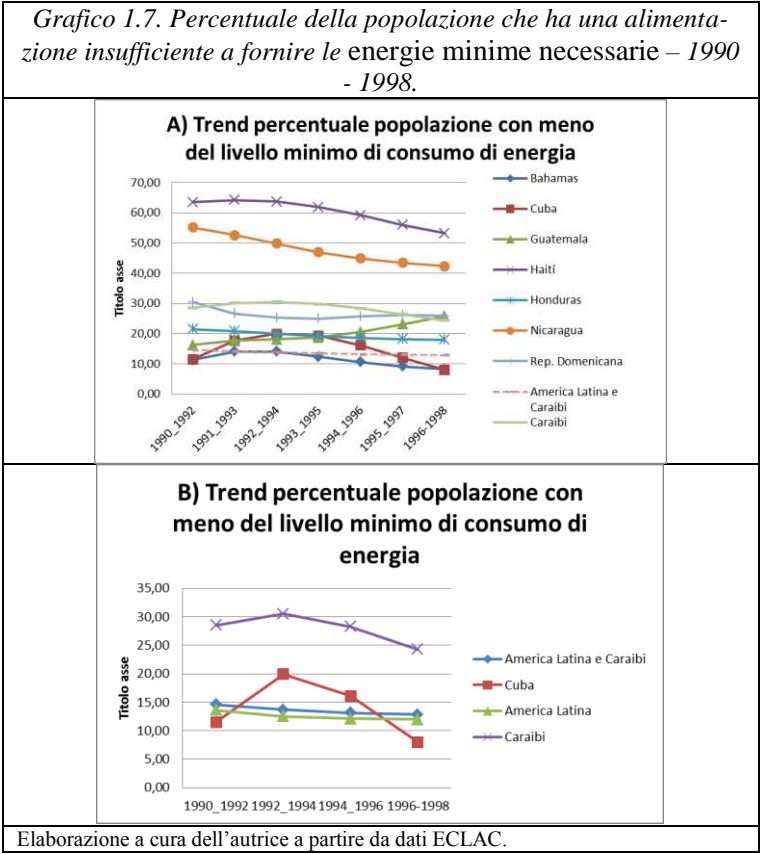 Grafico 1.7. Percentuale della popolazione che ha una alimenta-
zione insufficiente a fornire le energie minime necessarie – 1990
- 1998.
A) Trend percentuale popolazione con meno
del livello minimo di consumo di energia
70,00
60,00
50,00
40,00
30,00
20,00
10,00
0,00
Titolo asse
1990_1992
1991_1993
1992_1994
1993_1995
1994_1996
1995_1997
1996-1998
Bahamas
Cuba
Guatemala
Haití
Honduras
Nicaragua
Rep. Domenicana
America Latina e
Caraibi
Caraibi
B) Trend percentuale popolazione con
meno del livello minimo di consumo di
energia
35,00
30,00
25,00
20,00
15,00
10,00
5,00
0,00
Titolo asse
1990_1992 1992_1994 1994_1996 1996-1998
America Latina e Caraibi
Cuba
America Latina
Caraibi
Elaborazione a cura dell'autrice a partire da dati ECLAC.